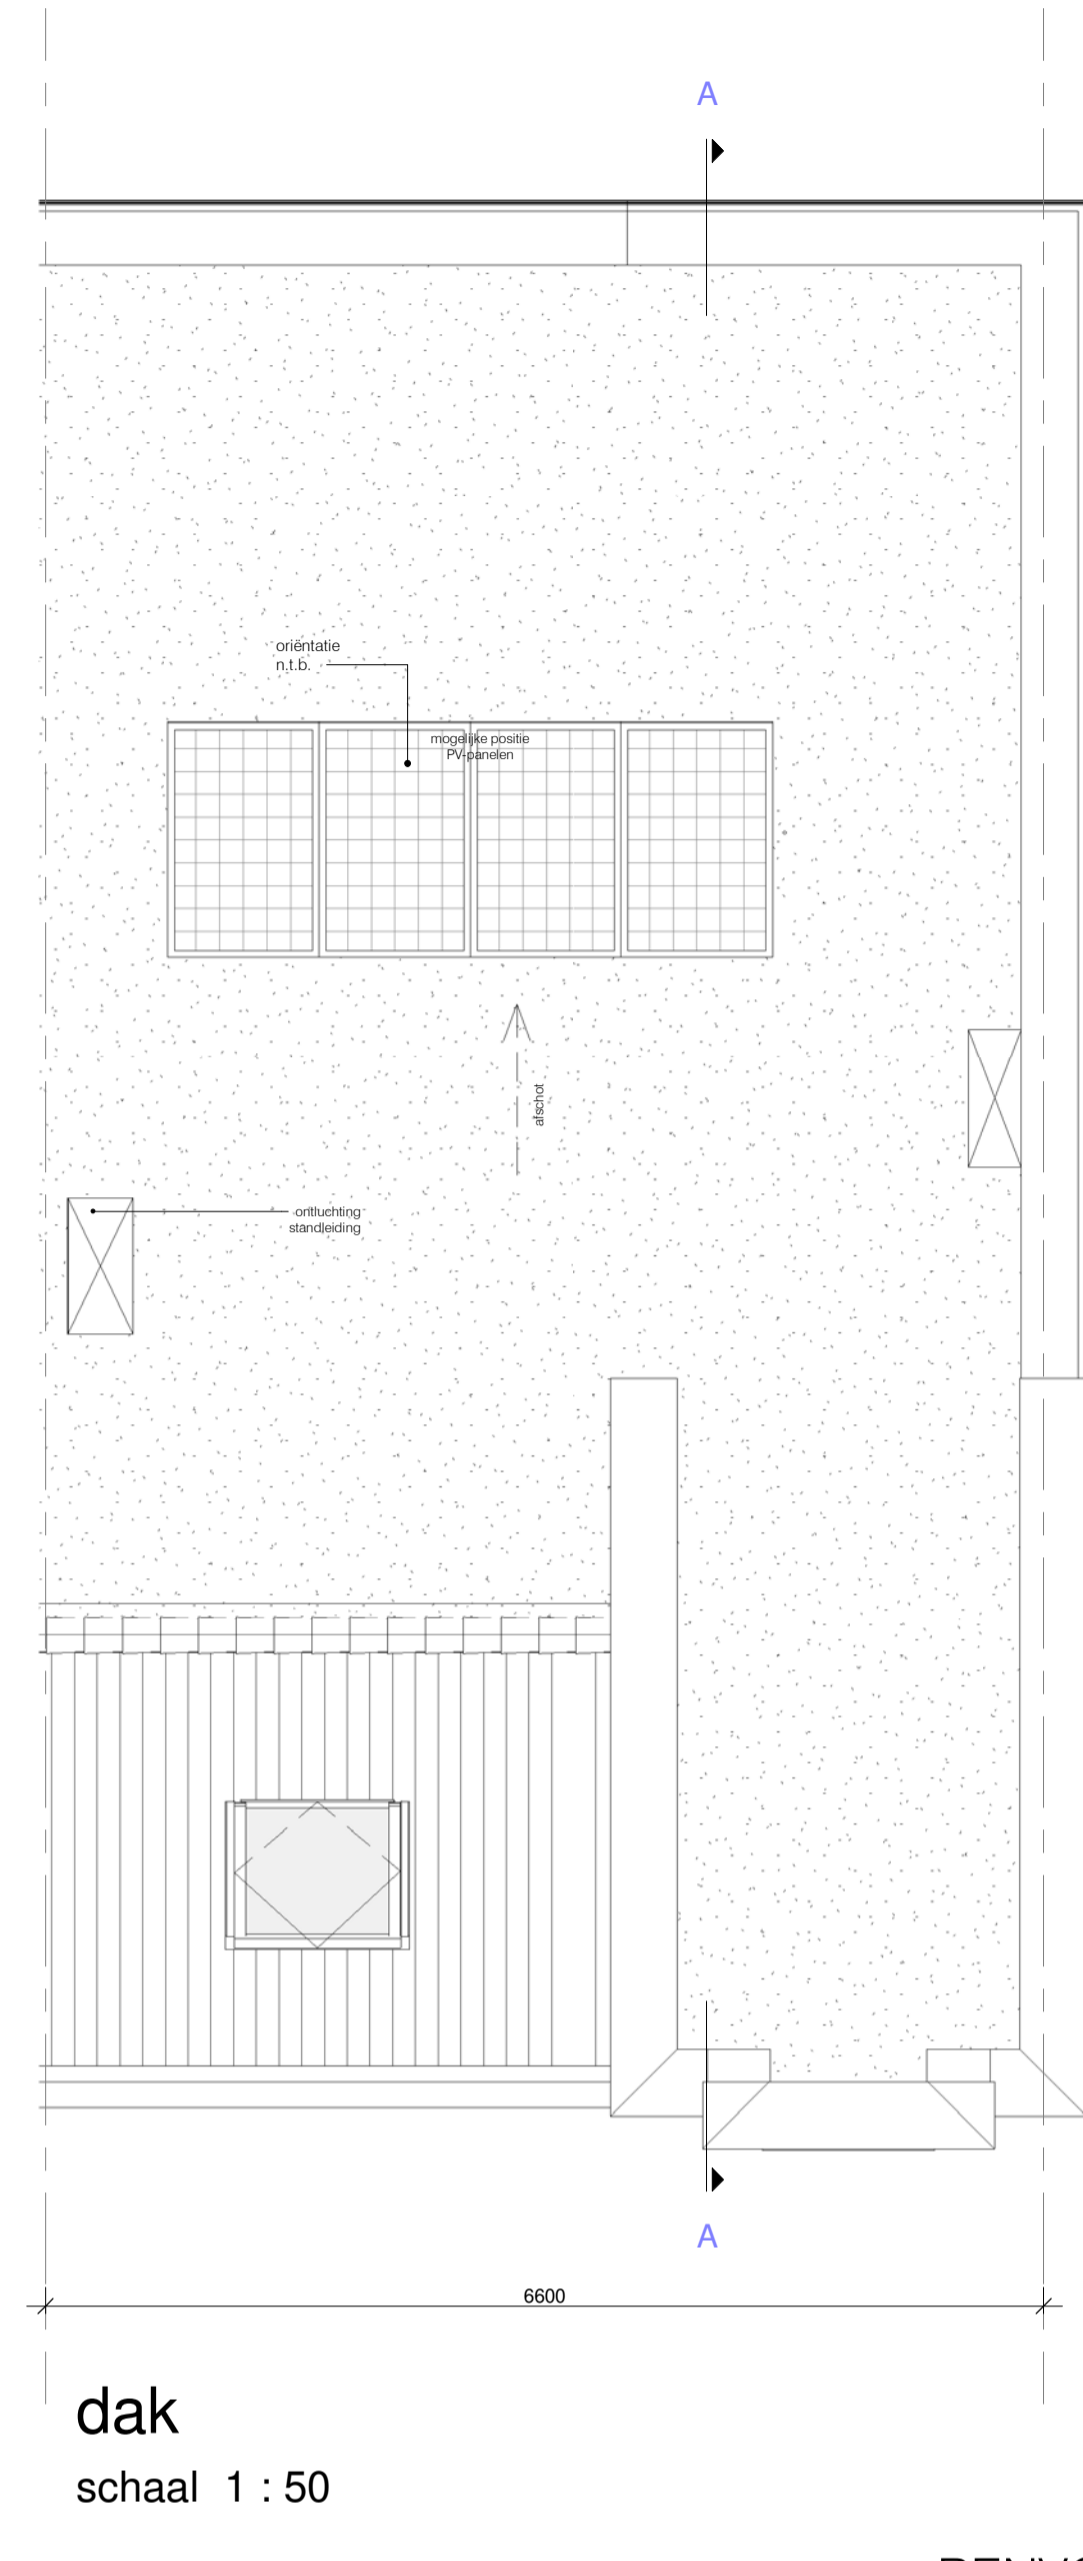 A
oriëntatie
n.t.b.
mogelijke positie
PV-panelen
afschot
ontluchting
standleiding
A
6600
dak
schaal 1 : 50